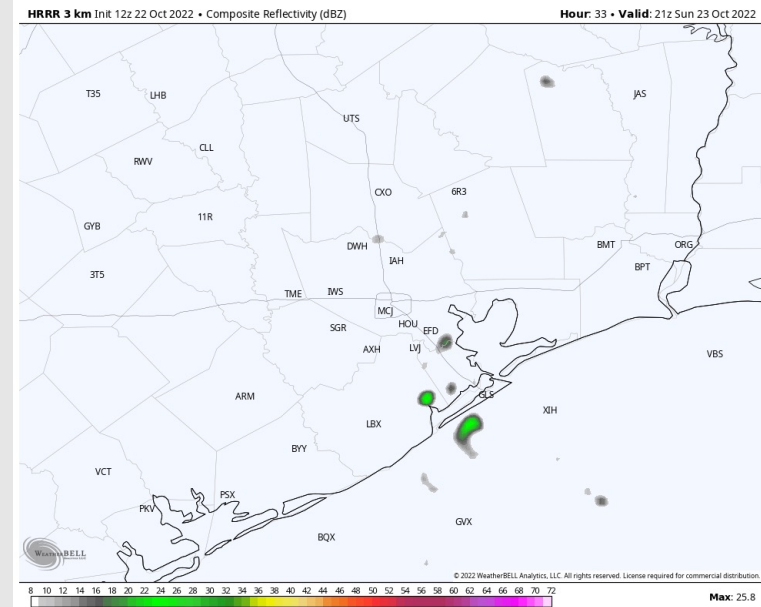 HRRR 3 km Init 12z 22 Oct 2022 • Composite Reflectivity (dBZ) Hour: 33 • Valid: 21z Sun 23 Oct 2022
T35 LHB JAS
UTS
CLL
RWV
CXO 6R3
11R
GYB
DWH BMT ORG
IAH BPT
3T5
TME IWS
MCJ
SGR HOU EFD
AXH LVJ VBS
ARM GLS
XIH
LBX
BYY
VCT
PSX
PKV
GVX
BQX
WEATHERBELL
© 2022 WeatherBELL Analytics, LLC. All rights reserved. License required for commercial distribution.
8 10 12 14 16 18 20 22 24 26 28 30 32 34 36 38 40 42 44 46 48 50 52 54 56 58 60 62 64 66 68 70 72 Max: 25.8